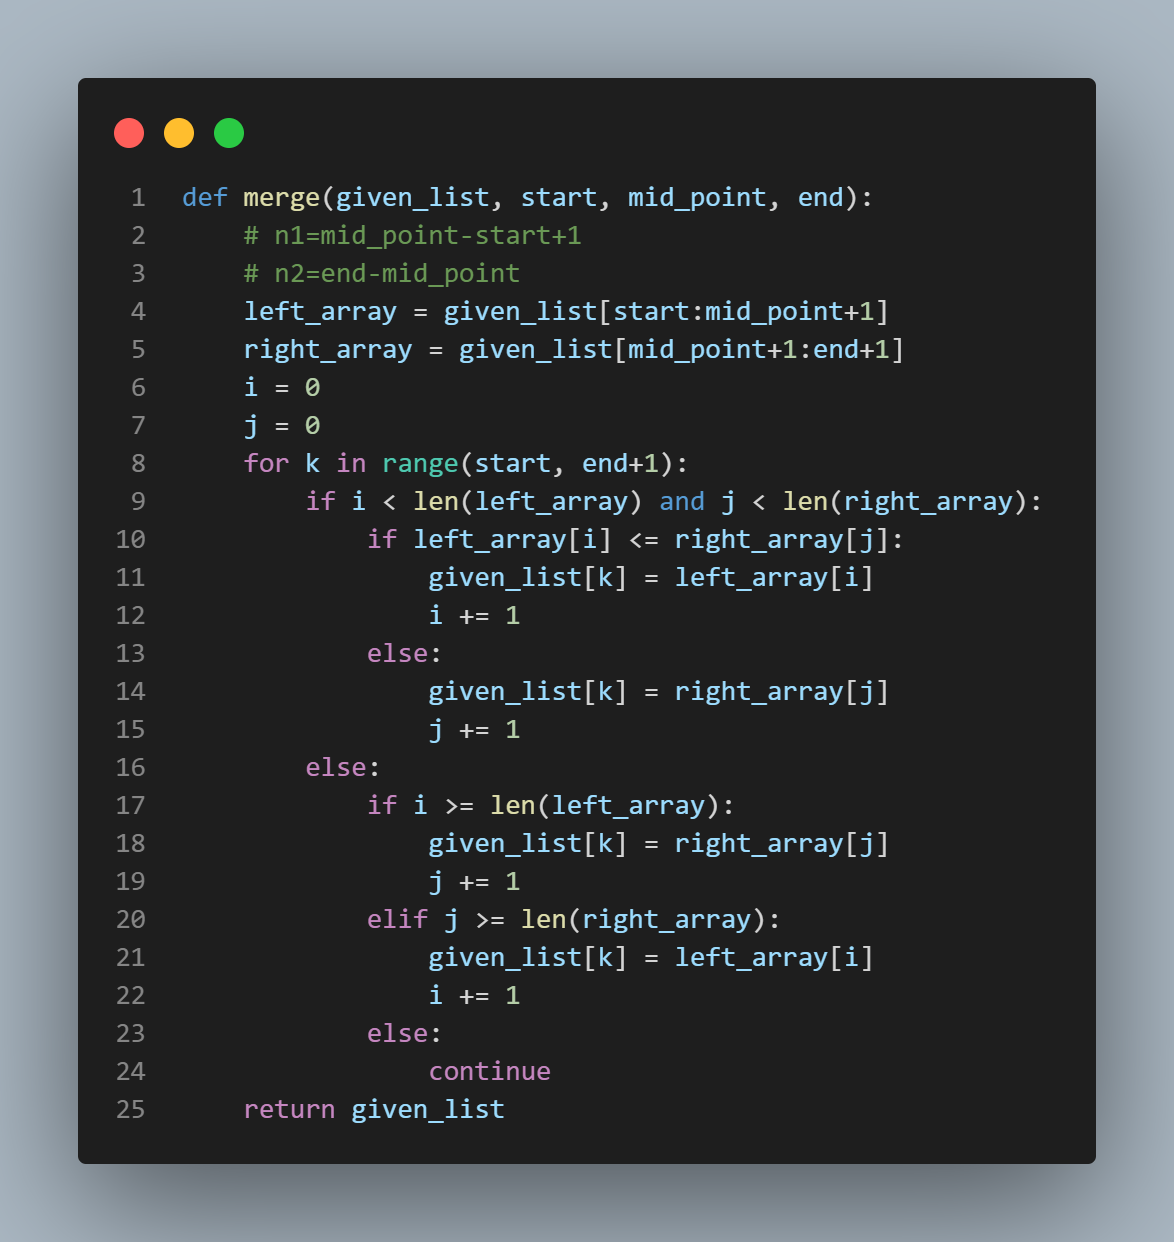 1 def merge(given_list, start, mid_point, end):
2     # n1=mid_point-start+1
3     # n2=end-mid_point
4     left_array = given_list[start:mid_point+1]
5     right_array = given_list[mid_point+1:end+1]
6     i = 0
7     j = 0
8     for k in range(start, end+1):
9         if i < len(left_array) and j < len(right_array):
10             if left_array[i] <= right_array[j]:
11                 given_list[k] = left_array[i]
12                 i += 1
13             else:
14                 given_list[k] = right_array[j]
15                 j += 1
16         else:
17             if i >= len(left_array):
18                 given_list[k] = right_array[j]
19                 j += 1
20             elif j >= len(right_array):
21                 given_list[k] = left_array[i]
22                 i += 1
23             else:
24                 continue
25     return given_list